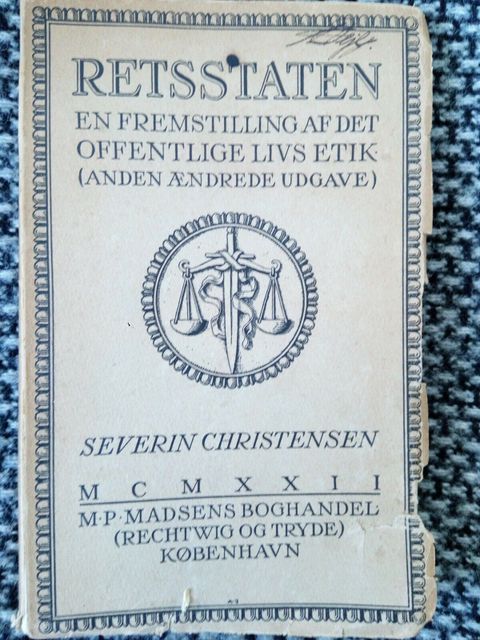 RETSSTATEN
EN FREMSTILLING AF DET
OFFENTLIGE LIVS ETIK
(ANDEN ÆNDREDE UDGAVE)
SEVERIN CHRISTENSEN
M C M X X I I
M·P·MADSENS BOGHANDEL
(RECHTWIG OG TRYDE)
KØBENHAVN